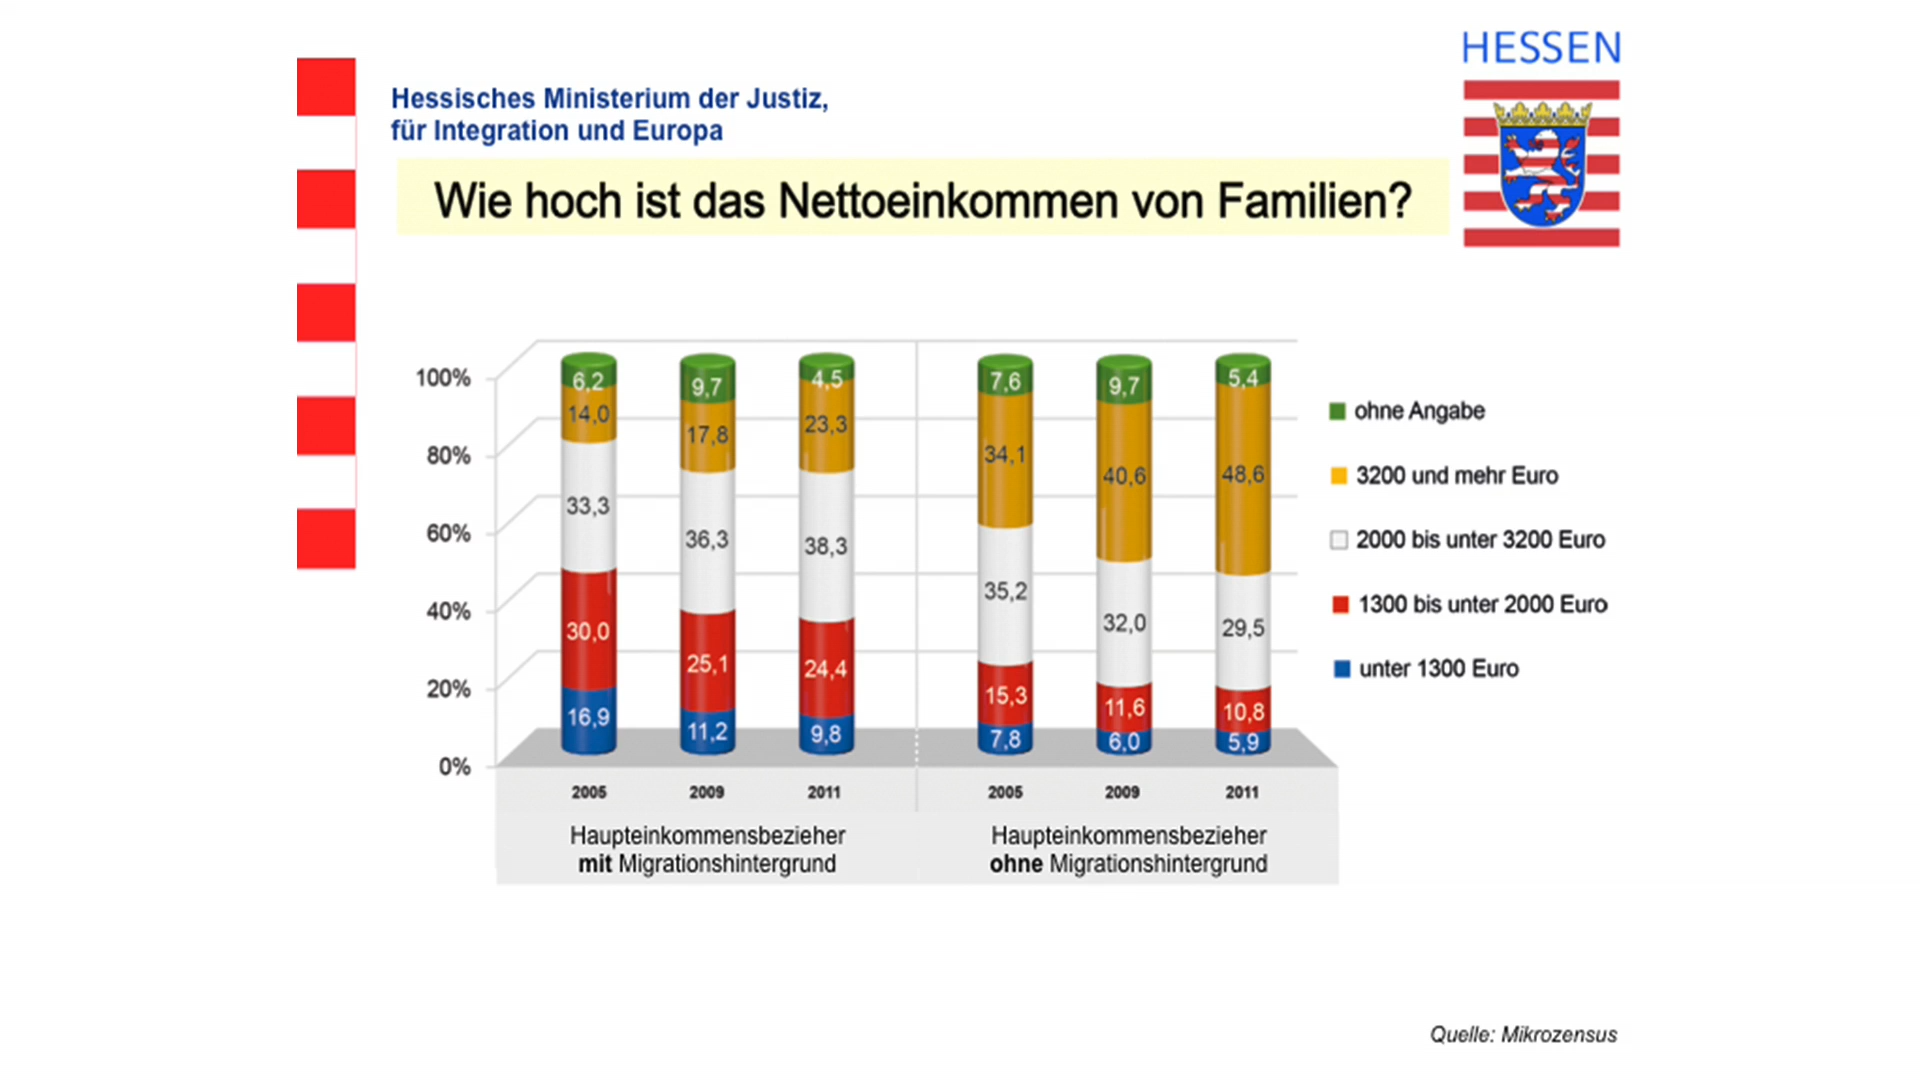 HESSEN
Hessisches Ministerium der Justiz,
für Integration und Europa
Wie hoch ist das Nettoeinkommen von Familien?
100%
80%
60%
40%
20%
0%
6,2
14,0
33,3
30,0
16,9
9,7
17,8
36,3
25,1
11,2
4,5
23,3
38,3
24,4
9,8
7,6
34,1
35,2
15,3
7,8
9,7
40,6
32,0
11,6
6,0
5,4
48,6
29,5
10,8
5,9
ohne Angabe
3200 und mehr Euro
2000 bis unter 3200 Euro
1300 bis unter 2000 Euro
unter 1300 Euro
2005 2009 2011 2005 2009 2011
Haupteinkommensbezieher
mit Migrationshintergrund
Haupteinkommensbezieher
ohne Migrationshintergrund
Quelle: Mikrozensus